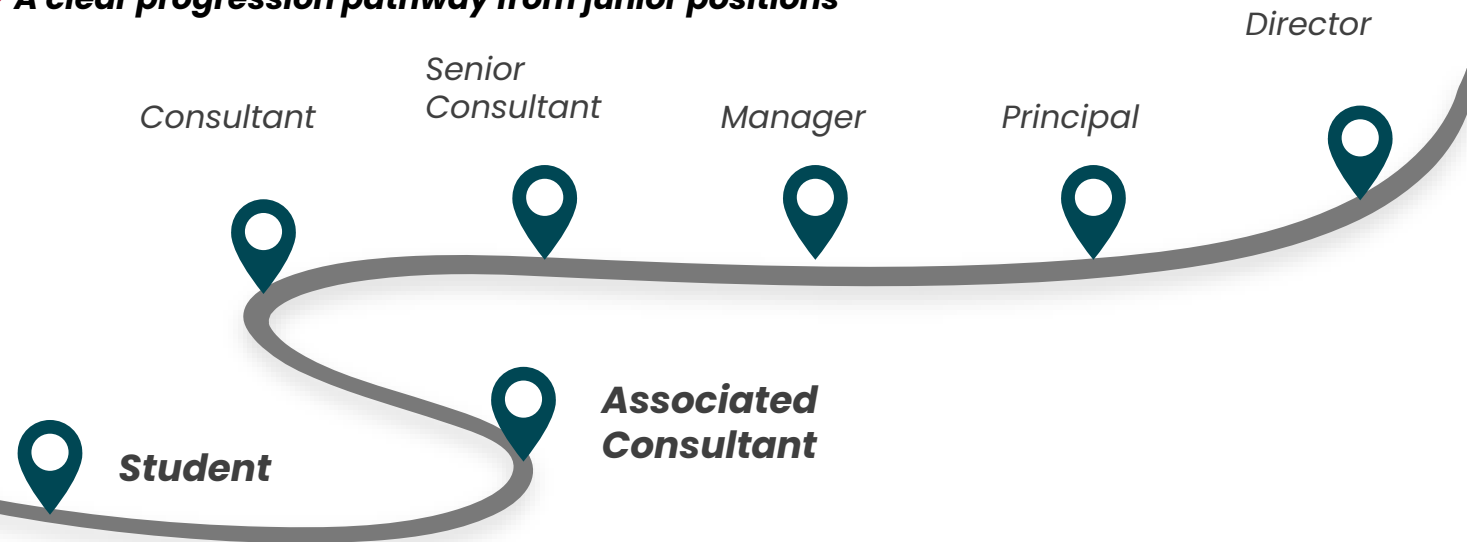 A clear progression pathway from junior positions
Director
Senior
Consultant
Consultant
Manager
Principal
Associated
Consultant
Student